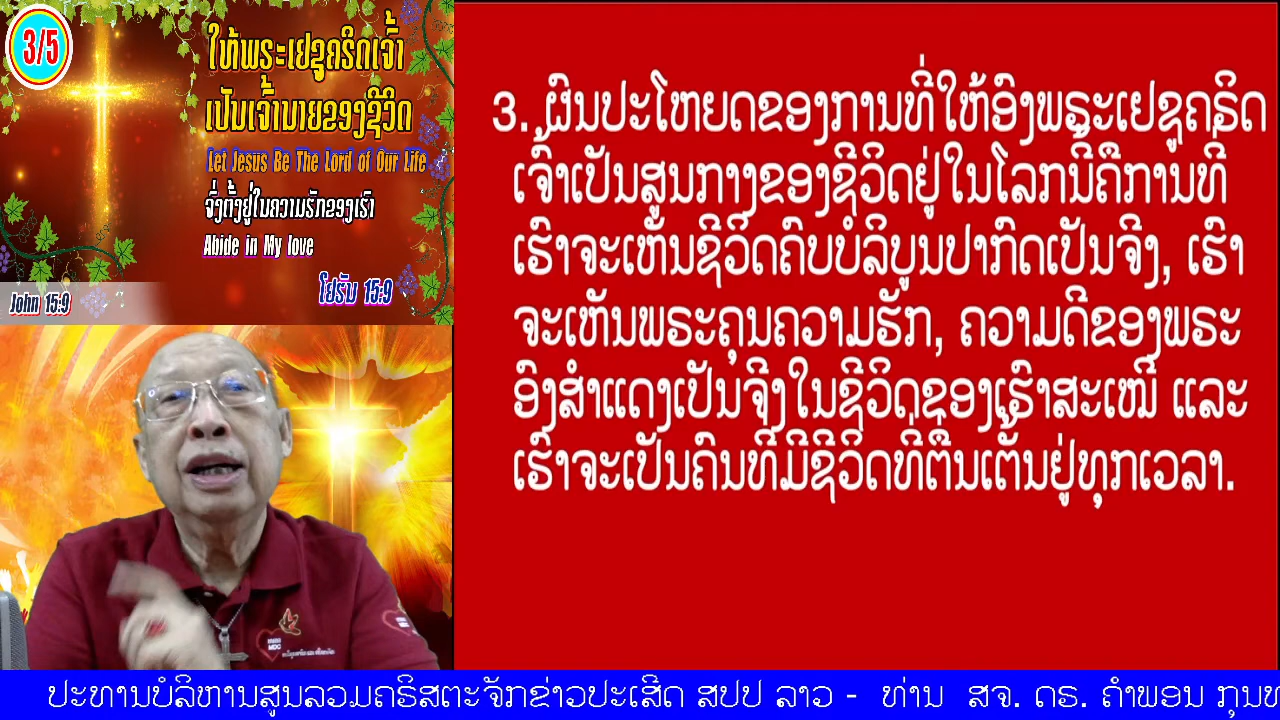 3/5
ໃຫ້ພຣະເຢຊູຄຣິດເຈົ້າ
ເປັນເຈົ້ານາຍຂອງຊີວິດ
Let Jesus Be The Lord of Our Life
ຈົ່ງຕັ້ງຢູ່ໃນຄວາມຮັກຂອງເຮົາ
Abide in My love
ໂຢຮັນ 15:9
John 15:9
3. ຜົນປະໂຫຍດຂອງການທີ່ໃຫ້ອົງພຣະເຢຊູຄຣິດ
ເຈົ້າເປັນສູນກາງຂອງຊີວິດຢູ່ໃນໂລກນີ້ຄືການທີ່
ເຮົາຈະເຫັນຊີວິດຄົບບໍລິບູນປາກົດເປັນຈິງ, ເຮົາ
ຈະເຫັນພຣະຄຸນຄວາມຮັກ, ຄວາມດີຂອງພຣະ
ອົງສຳແດງເປັນຈິງໃນຊີວິດຂອງເຮົາສະເໝີ ແລະ
ເຮົາຈະເປັນຄົນທີ່ມີຊີວິດທີ່ຕື່ນເຕັ້ນຢູ່ທຸກເວລາ.
MDC
ປະທານບໍລິຫານສູນລວມຄຣິສຕະຈັກຂ່າວປະເສີດ ສປປ ລາວ - ທ່ານ ສຈ. ດຣ. ຄຳພອນ